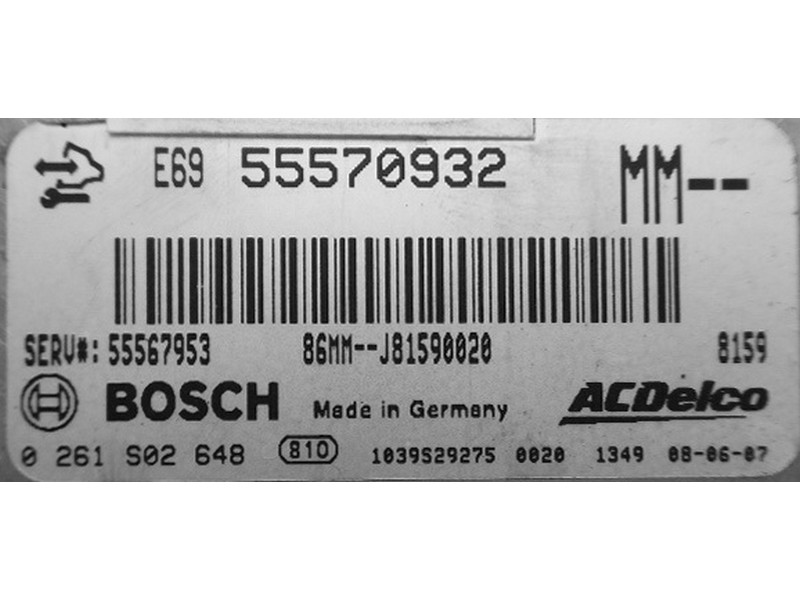 E69 55570932 MM--
SERV#: 55567953 86MM--J81590020 8159
BOSCH Made in Germany ACDelco
0 261 S02 648 810 1039S29275 0020 1349 08-06-07